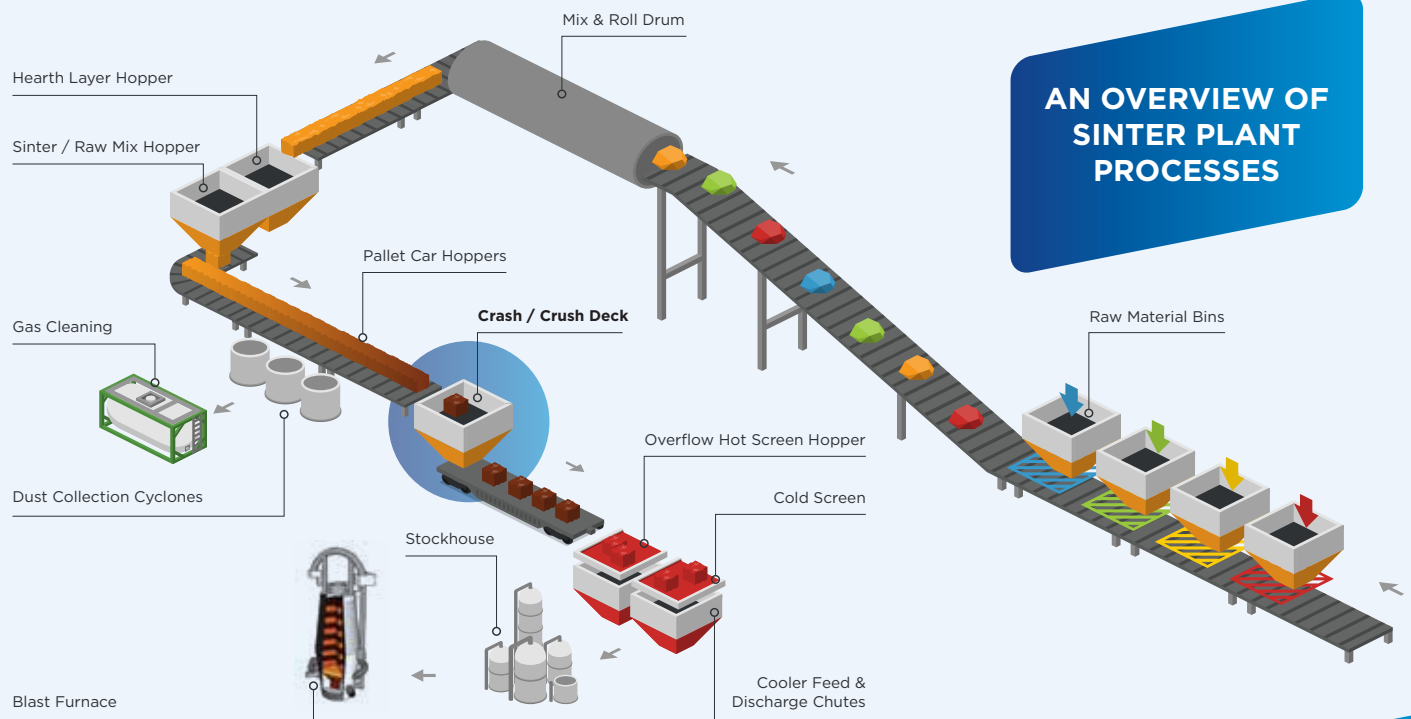 Mix & Roll Drum
AN OVERVIEW OF
SINTER PLANT
PROCESSES
Hearth Layer Hopper
Sinter / Raw Mix Hopper
Pallet Car Hoppers
Crash / Crush Deck
Gas Cleaning
Raw Material Bins
Overflow Hot Screen Hopper
Dust Collection Cyclones
Cold Screen
Stockhouse
Cooler Feed &
Discharge Chutes
Blast Furnace